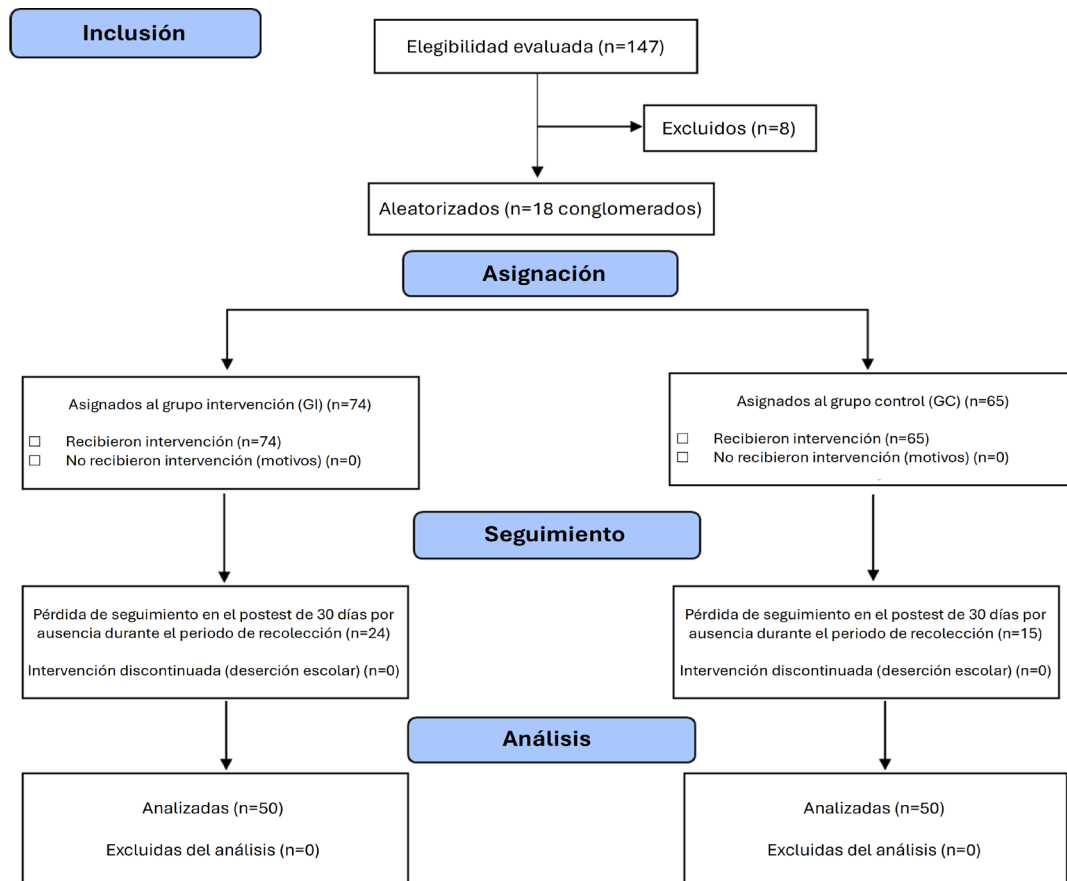 Inclusión
Elegibilidad evaluada (n=147)
Excluidos (n=8)
Aleatorizados (n=18 conglomerados)
Asignación
Asignados al grupo intervención (GI) (n=74)
☐ Recibieron intervención (n=74)
☐ No recibieron intervención (motivos) (n=0)
Asignados al grupo control (GC) (n=65)
☐ Recibieron intervención (n=65)
☐ No recibieron intervención (motivos) (n=0)
Seguimiento
Pérdida de seguimiento en el postest de 30 días por
ausencia durante el periodo de recolección (n=24)
Intervención discontinuada (deserción escolar) (n=0)
Pérdida de seguimiento en el postest de 30 días por
ausencia durante el periodo de recolección (n=15)
Intervención discontinuada (deserción escolar) (n=0)
Análisis
Analizadas (n=50)
Excluidas del análisis (n=0)
Analizadas (n=50)
Excluidas del análisis (n=0)